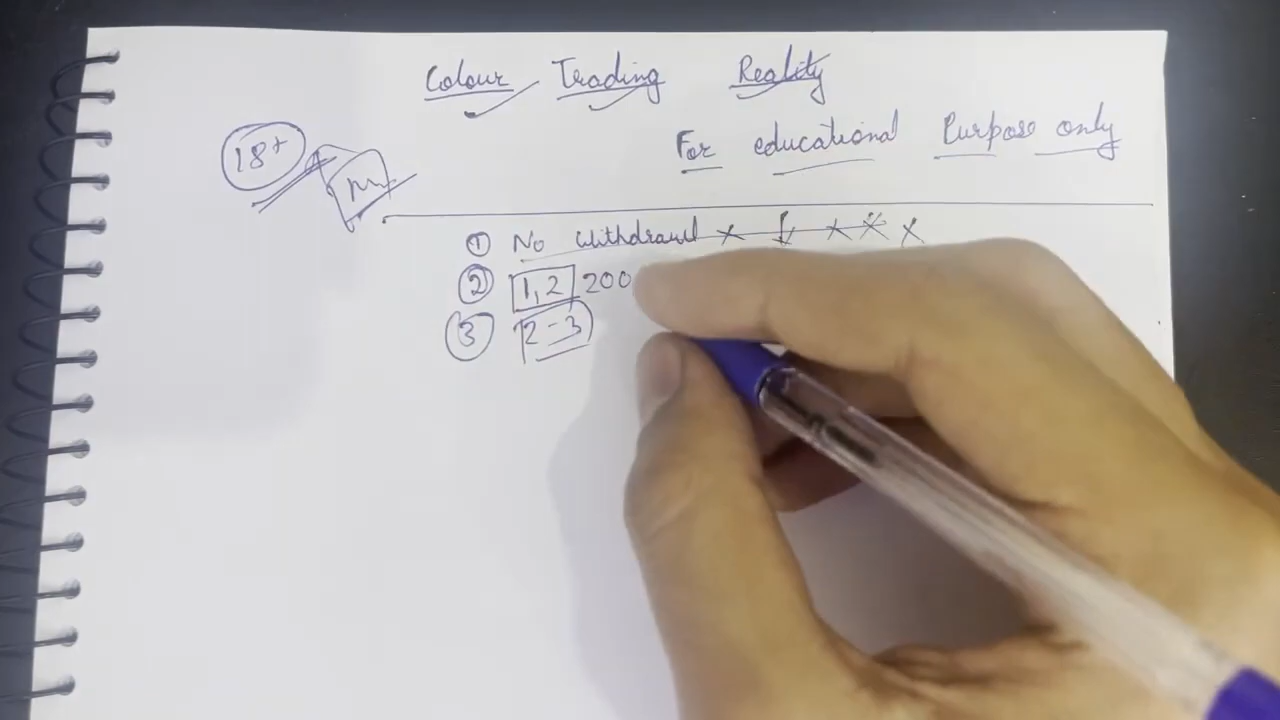 Colour Trading Reality
For educational Purpose only
18+
① No Withdrawl
② 1,2 200
③ 2-3